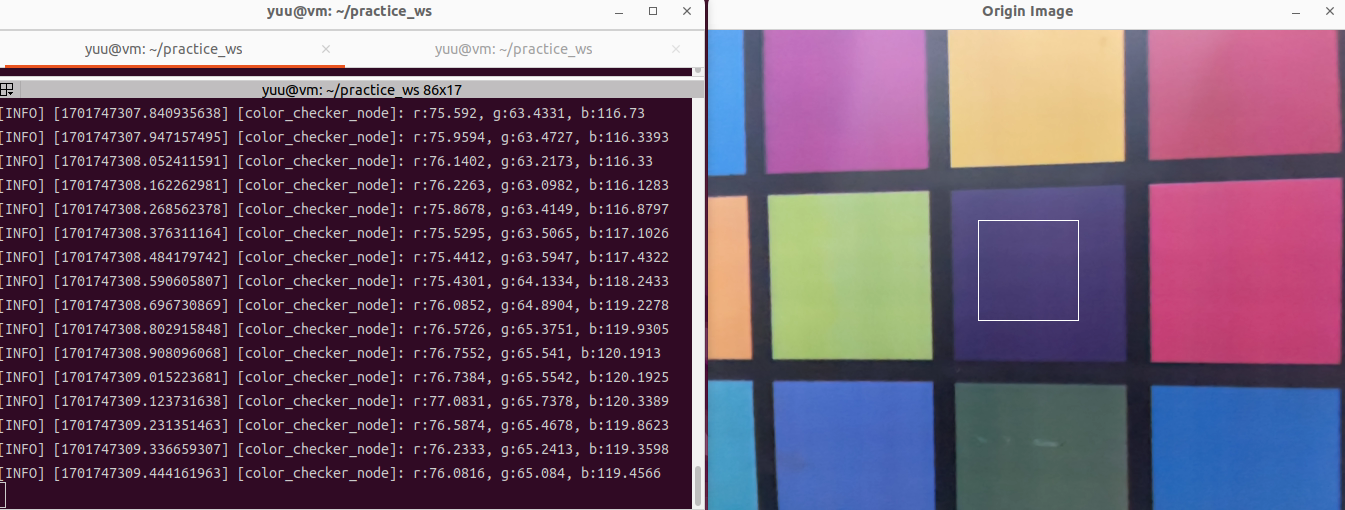 yuu@vm: ~/practice_ws
yuu@vm: ~/practice_ws
yuu@vm: ~/practice_ws
yuu@vm: ~/practice_ws 86x17
[INFO] [1701747307.840935638] [color_checker_node]: r:75.592, g:63.4331, b:116.73
[INFO] [1701747307.947157495] [color_checker_node]: r:75.9594, g:63.4727, b:116.3393
[INFO] [1701747308.052411591] [color_checker_node]: r:76.1402, g:63.2173, b:116.33
[INFO] [1701747308.162262981] [color_checker_node]: r:76.2263, g:63.0982, b:116.1283
[INFO] [1701747308.268562378] [color_checker_node]: r:75.8678, g:63.4149, b:116.8797
[INFO] [1701747308.376311164] [color_checker_node]: r:75.5295, g:63.5065, b:117.1026
[INFO] [1701747308.484179742] [color_checker_node]: r:75.4412, g:63.5947, b:117.4322
[INFO] [1701747308.590605807] [color_checker_node]: r:75.4301, g:64.1334, b:118.2433
[INFO] [1701747308.696730869] [color_checker_node]: r:76.0852, g:64.8904, b:119.2278
[INFO] [1701747308.802915848] [color_checker_node]: r:76.5726, g:65.3751, b:119.9305
[INFO] [1701747308.908096068] [color_checker_node]: r:76.7552, g:65.541, b:120.1913
[INFO] [1701747309.015223681] [color_checker_node]: r:76.7384, g:65.5542, b:120.1925
[INFO] [1701747309.123731638] [color_checker_node]: r:77.0831, g:65.7378, b:120.3389
[INFO] [1701747309.231351463] [color_checker_node]: r:76.5874, g:65.4678, b:119.8623
[INFO] [1701747309.336659307] [color_checker_node]: r:76.2333, g:65.2413, b:119.3598
[INFO] [1701747309.444161963] [color_checker_node]: r:76.0816, g:65.084, b:119.4566
Origin Image